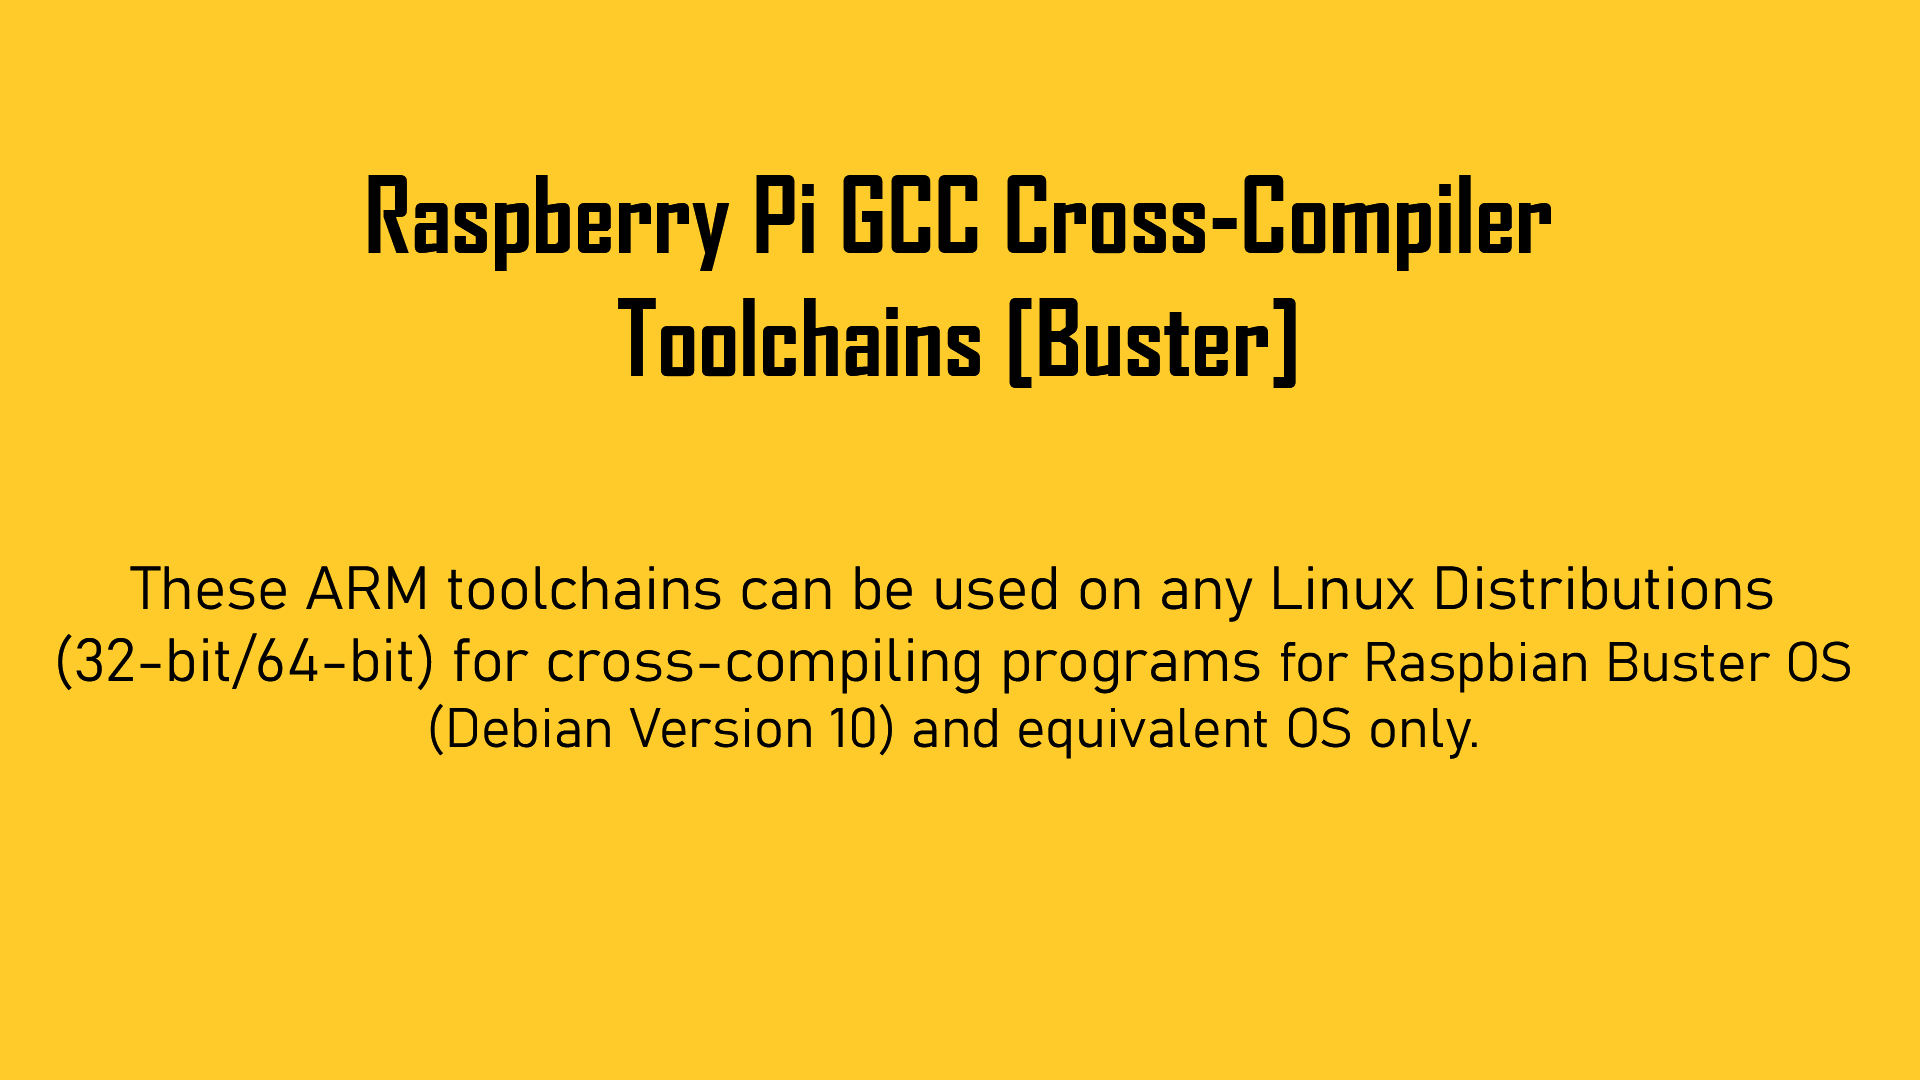 Raspberry Pi GCC Cross-Compiler
Toolchains [Buster]
These ARM toolchains can be used on any Linux Distributions
(32-bit/64-bit) for cross-compiling programs for Raspbian Buster OS
(Debian Version 10) and equivalent OS only.